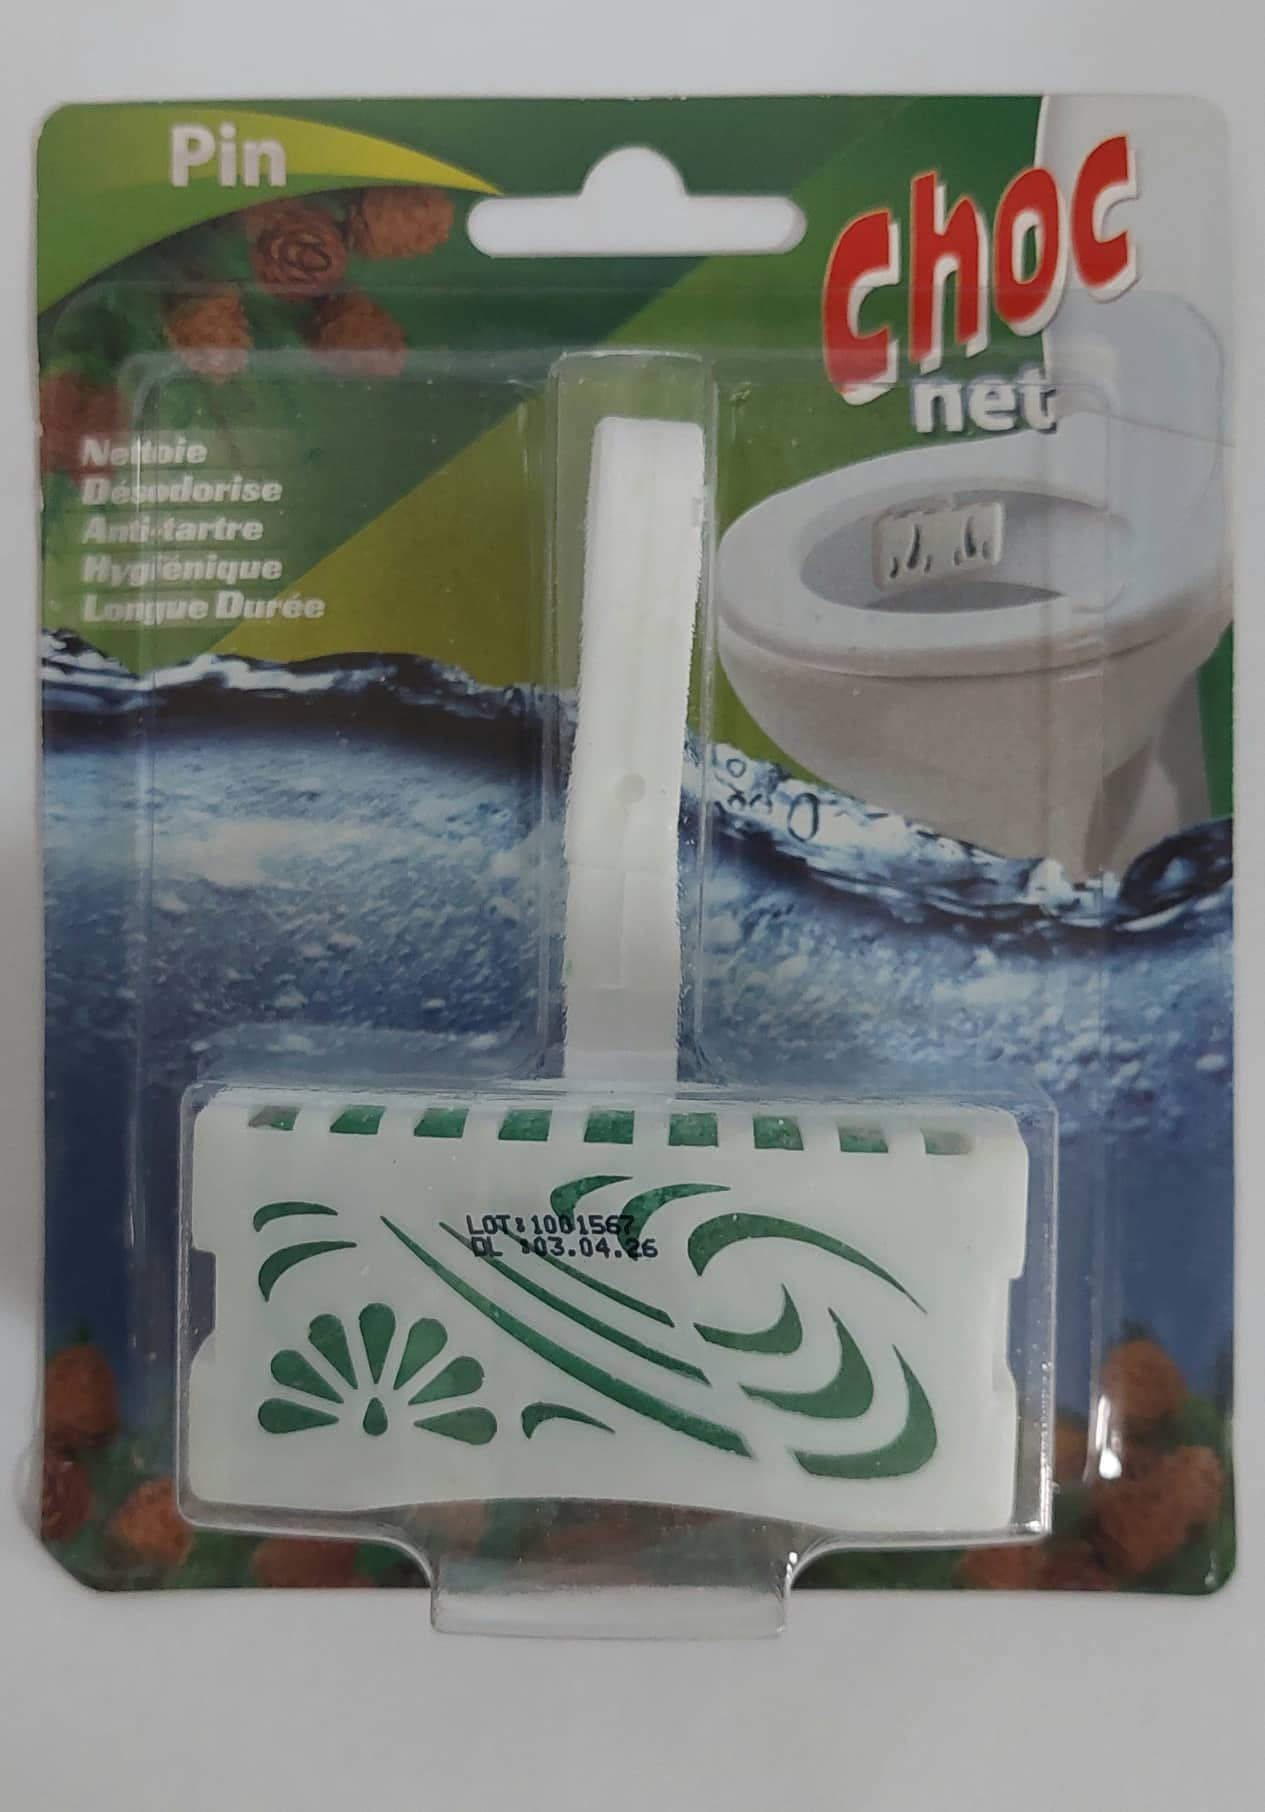 Pin
choc
net
Nettoie
Désodorise
Anti-tartre
Hygiénique
Longue Durée
LOT:1001567
DL :03.04.26